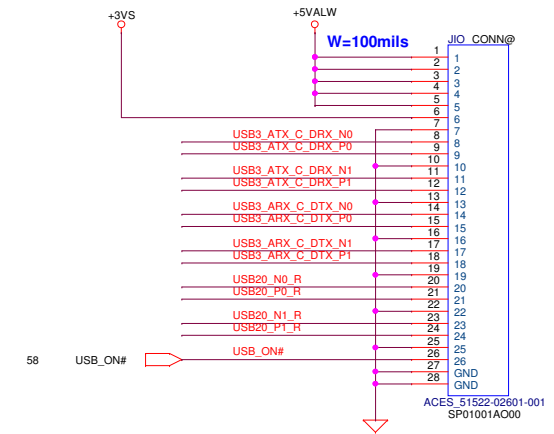 +3VS
+5VALW
W=100mils
JIO CONN@
1 1
2 2
3 3
4 4
5 5
6 6
7 7
USB3_ATX_C_DRX_N0 8 8
USB3_ATX_C_DRX_P0 9 9
10 10
USB3_ATX_C_DRX_N1 11 11
USB3_ATX_C_DRX_P1 12 12
13 13
USB3_ARX_C_DTX_N0 14 14
USB3_ARX_C_DTX_P0 15 15
16 16
USB3_ARX_C_DTX_N1 17 17
USB3_ARX_C_DTX_P1 18 18
19 19
USB20_N0_R 20 20
USB20_P0_R 21 21
22 22
USB20_N1_R 23 23
USB20_P1_R 24 24
25 25
58 USB_ON# USB_ON# 26 26
27 GND
28 GND
ACES_51522-02601-001
SP01001AO00